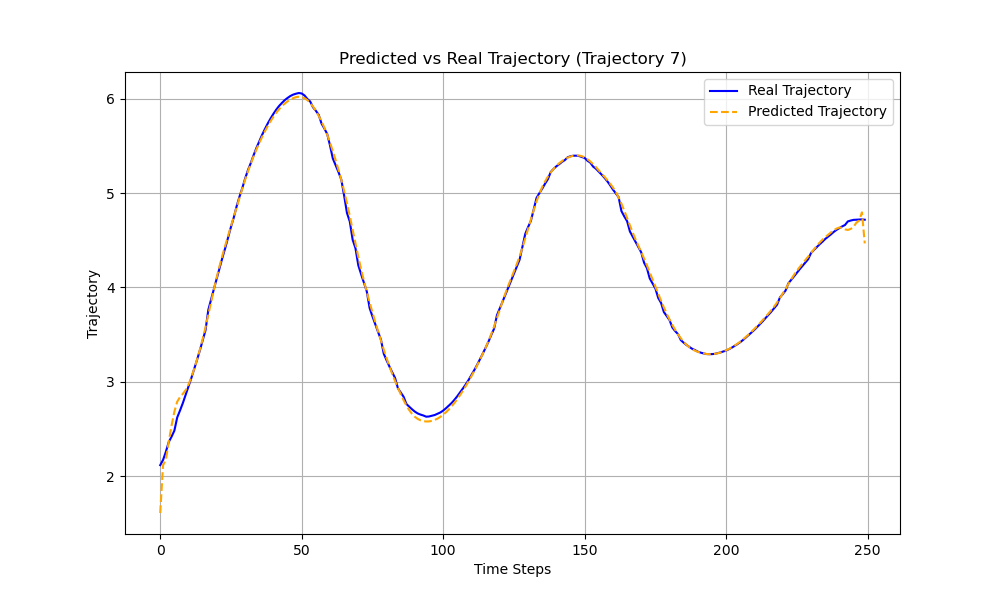 Predicted vs Real Trajectory (Trajectory 7)
Real Trajectory
Predicted Trajectory
Trajectory
6
5
4
3
2
0 50 100 150 200 250
Time Steps